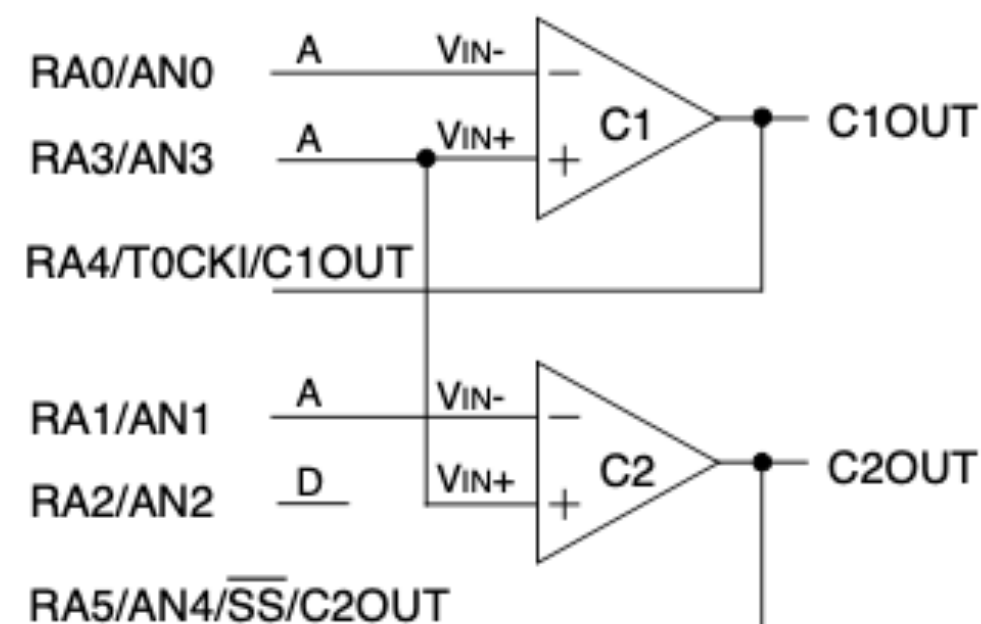 RA0/AN0 A VIN- − C1 C1OUT
RA3/AN3 A VIN+ +
RA4/T0CKI/C1OUT
RA1/AN1 A VIN- − C2 C2OUT
RA2/AN2 D VIN+ +
RA5/AN4/S̅S̅/C2OUT